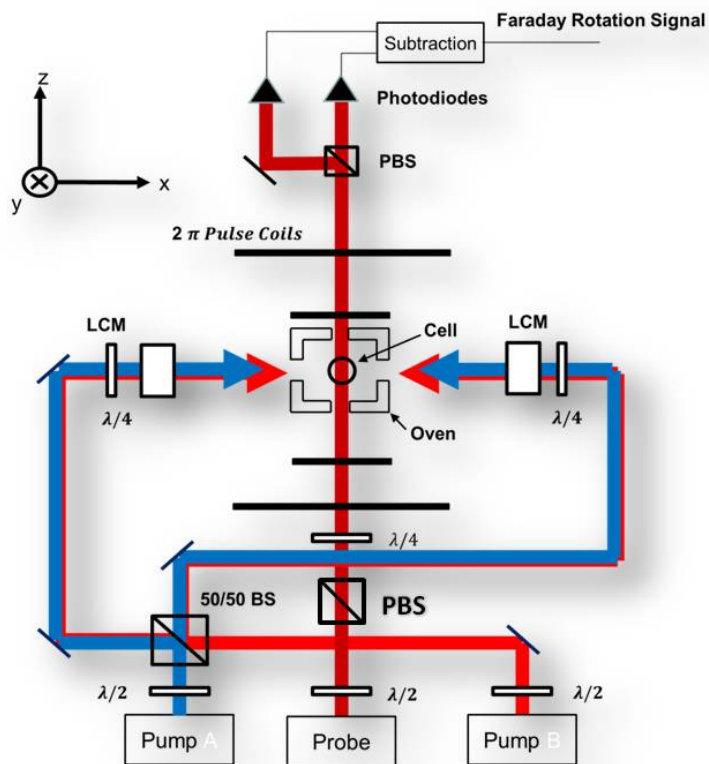 Faraday Rotation Signal
Subtraction
Photodiodes
z
x
y
PBS
2 π Pulse Coils
LCM
Cell
LCM
λ/4
λ/4
Oven
λ/4
50/50 BS
PBS
λ/2
λ/2
λ/2
Pump A
Probe
Pump B